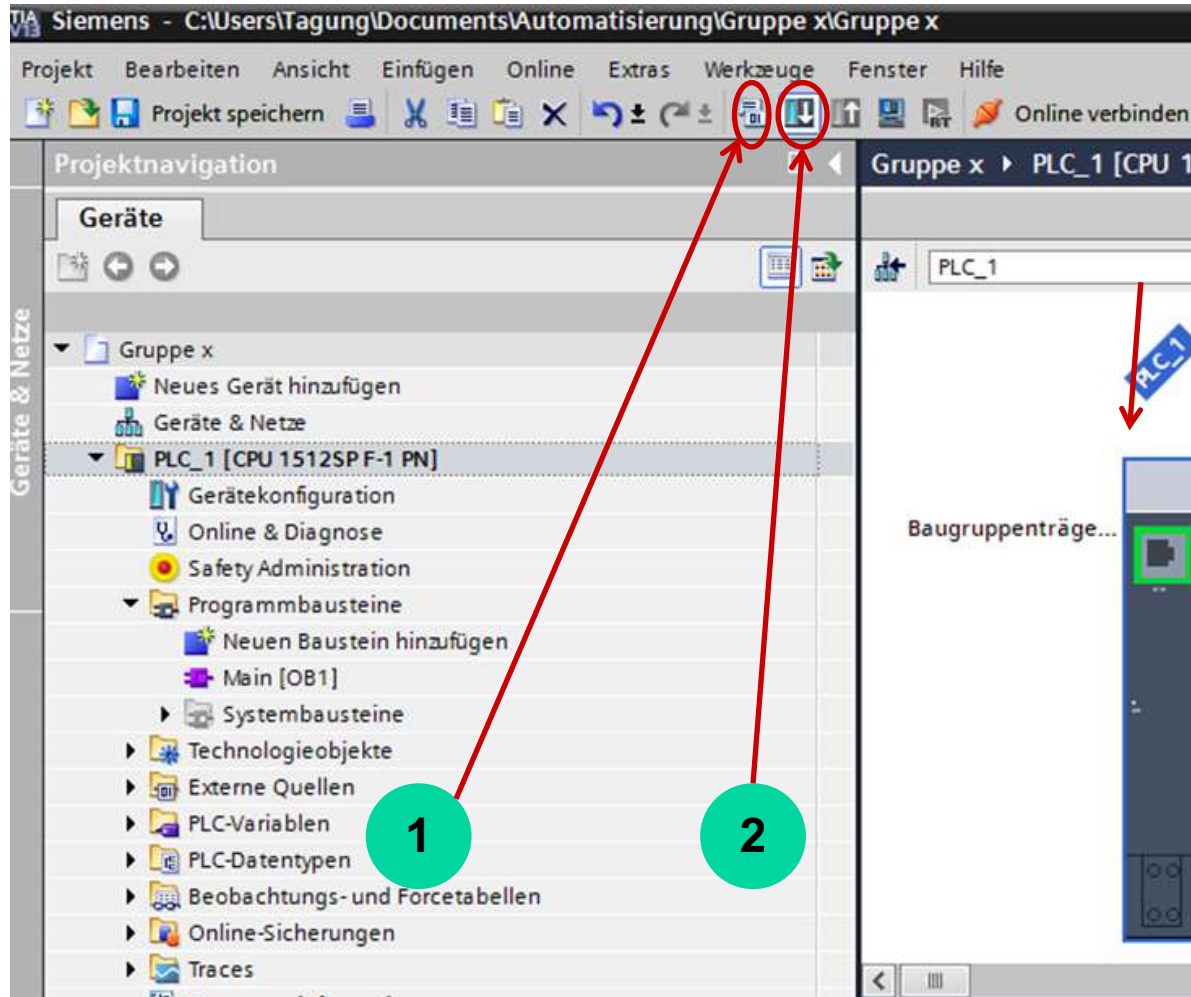 TIA V13 Siemens - C:\Users\Tagung\Documents\Automatisierung\Gruppe x\Gruppe x
Projekt Bearbeiten Ansicht Einfügen Online Extras Werkzeuge Fenster Hilfe
Projekt speichern Online verbinden
Projektnavigation
Gruppe x PLC_1 [CPU 1
Geräte
PLC_1
Geräte & Netze
Gruppe x
Neues Gerät hinzufügen
Geräte & Netze
PLC_1 [CPU 1512SP F-1 PN]
Gerätekonfiguration
Online & Diagnose
Safety Administration
Programmbausteine
Neuen Baustein hinzufügen
Main [OB1]
Systembausteine
Technologieobjekte
Externe Quellen
PLC-Variablen
PLC-Datentypen
Beobachtungs- und Forcetabellen
Online-Sicherungen
Traces
1
2
PLC_1
Baugruppenträge...